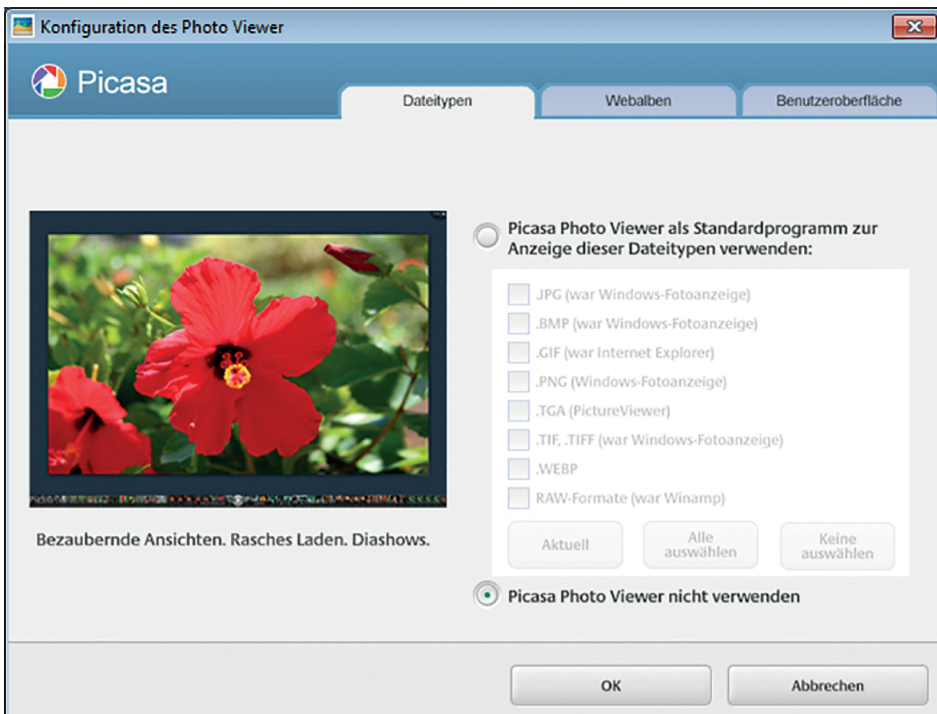 Konfiguration des Photo Viewer
Picasa
Dateitypen
Webalben
Benutzeroberfläche
Picasa Photo Viewer als Standardprogramm zur
Anzeige dieser Dateitypen verwenden:
.JPG (war Windows-Fotoanzeige)
.BMP (war Windows-Fotoanzeige)
.GIF (war Internet Explorer)
.PNG (Windows-Fotoanzeige)
.TGA (PictureViewer)
.TIF, .TIFF (war Windows-Fotoanzeige)
.WEBP
RAW-Formate (war Winamp)
Aktuell
Alle
auswählen
Keine
auswählen
Bezaubernde Ansichten. Rasches Laden. Diashows.
Picasa Photo Viewer nicht verwenden
OK
Abbrechen